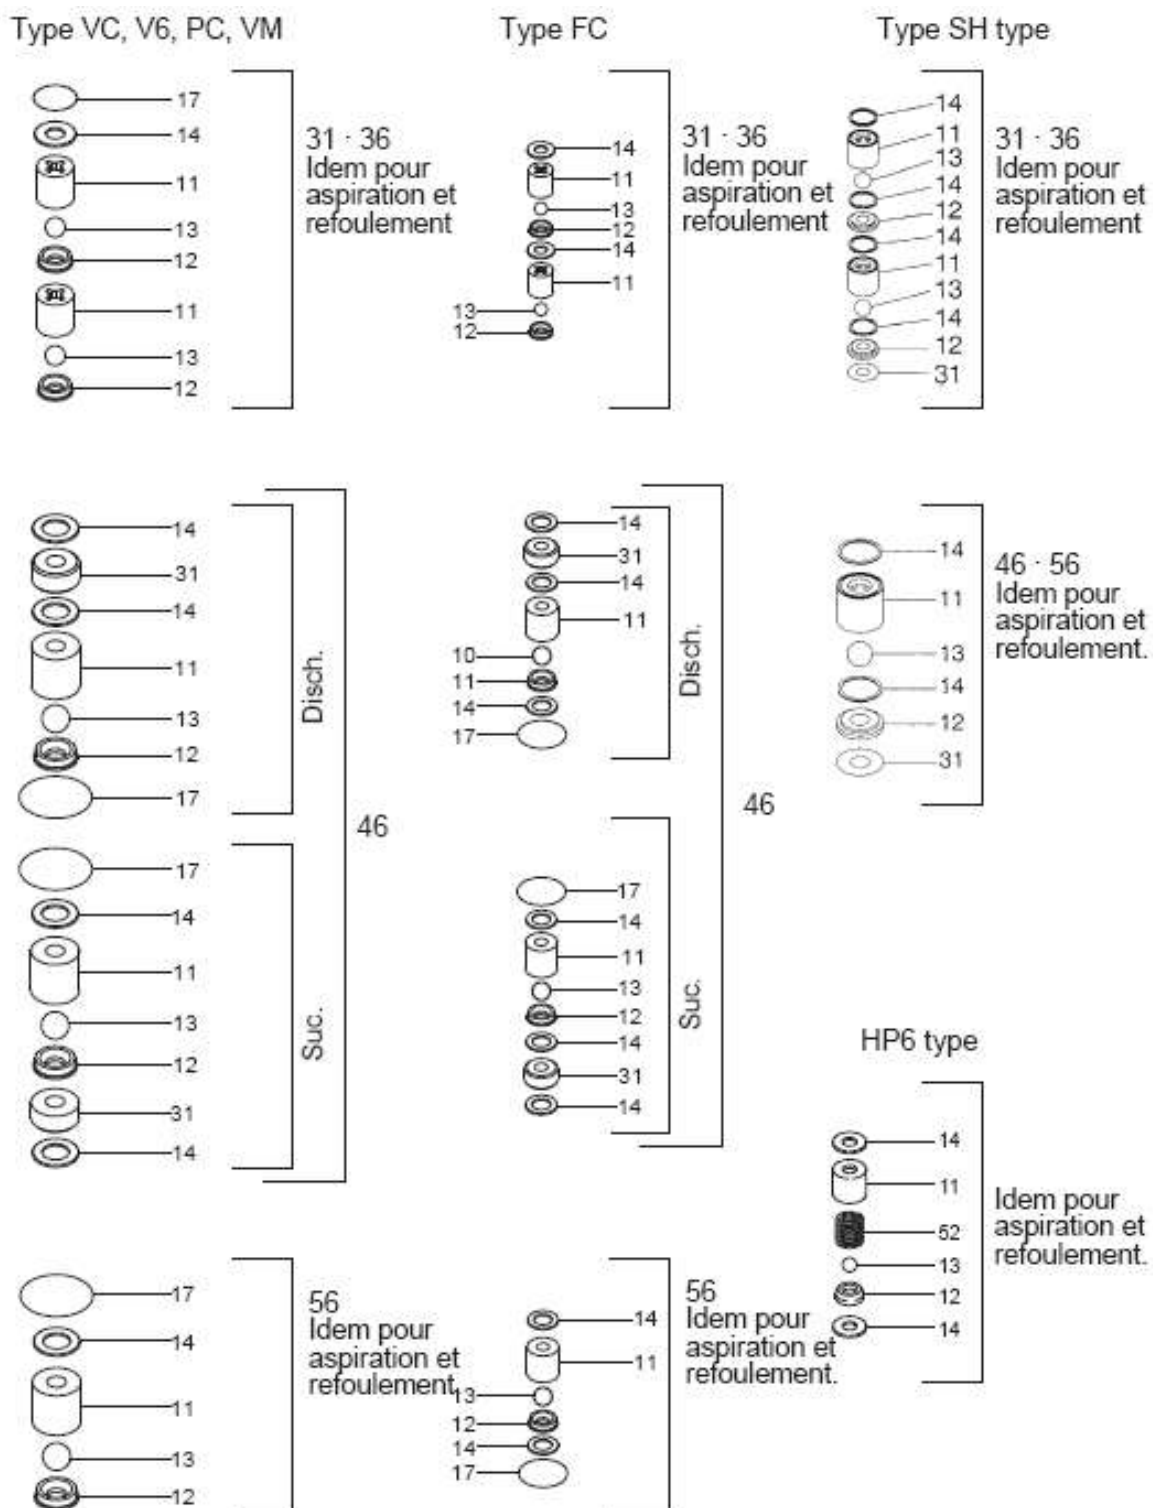 Type VC, V6, PC, VM
17
14
11
13
12
11
13
12
31 · 36
Idem pour
aspiration et
refoulement
Type FC
14
11
13
12
14
11
13
12
31 · 36
Idem pour
aspiration et
refoulement
Type SH type
14
11
13
14
12
14
11
13
14
12
31
31 · 36
Idem pour
aspiration et
refoulement
14
31
14
11
13
12
17
Disch.
17
14
11
13
12
31
14
Suc.
46
14
31
14
11
10
11
14
17
Disch.
17
14
11
13
12
14
31
14
Suc.
46
14
11
13
14
12
31
46 · 56
Idem pour
aspiration et
refoulement.
HP6 type
14
11
52
13
12
14
Idem pour
aspiration et
refoulement.
17
14
11
13
12
56
Idem pour
aspiration et
refoulement.
14
11
13
12
14
17
56
Idem pour
aspiration et
refoulement.